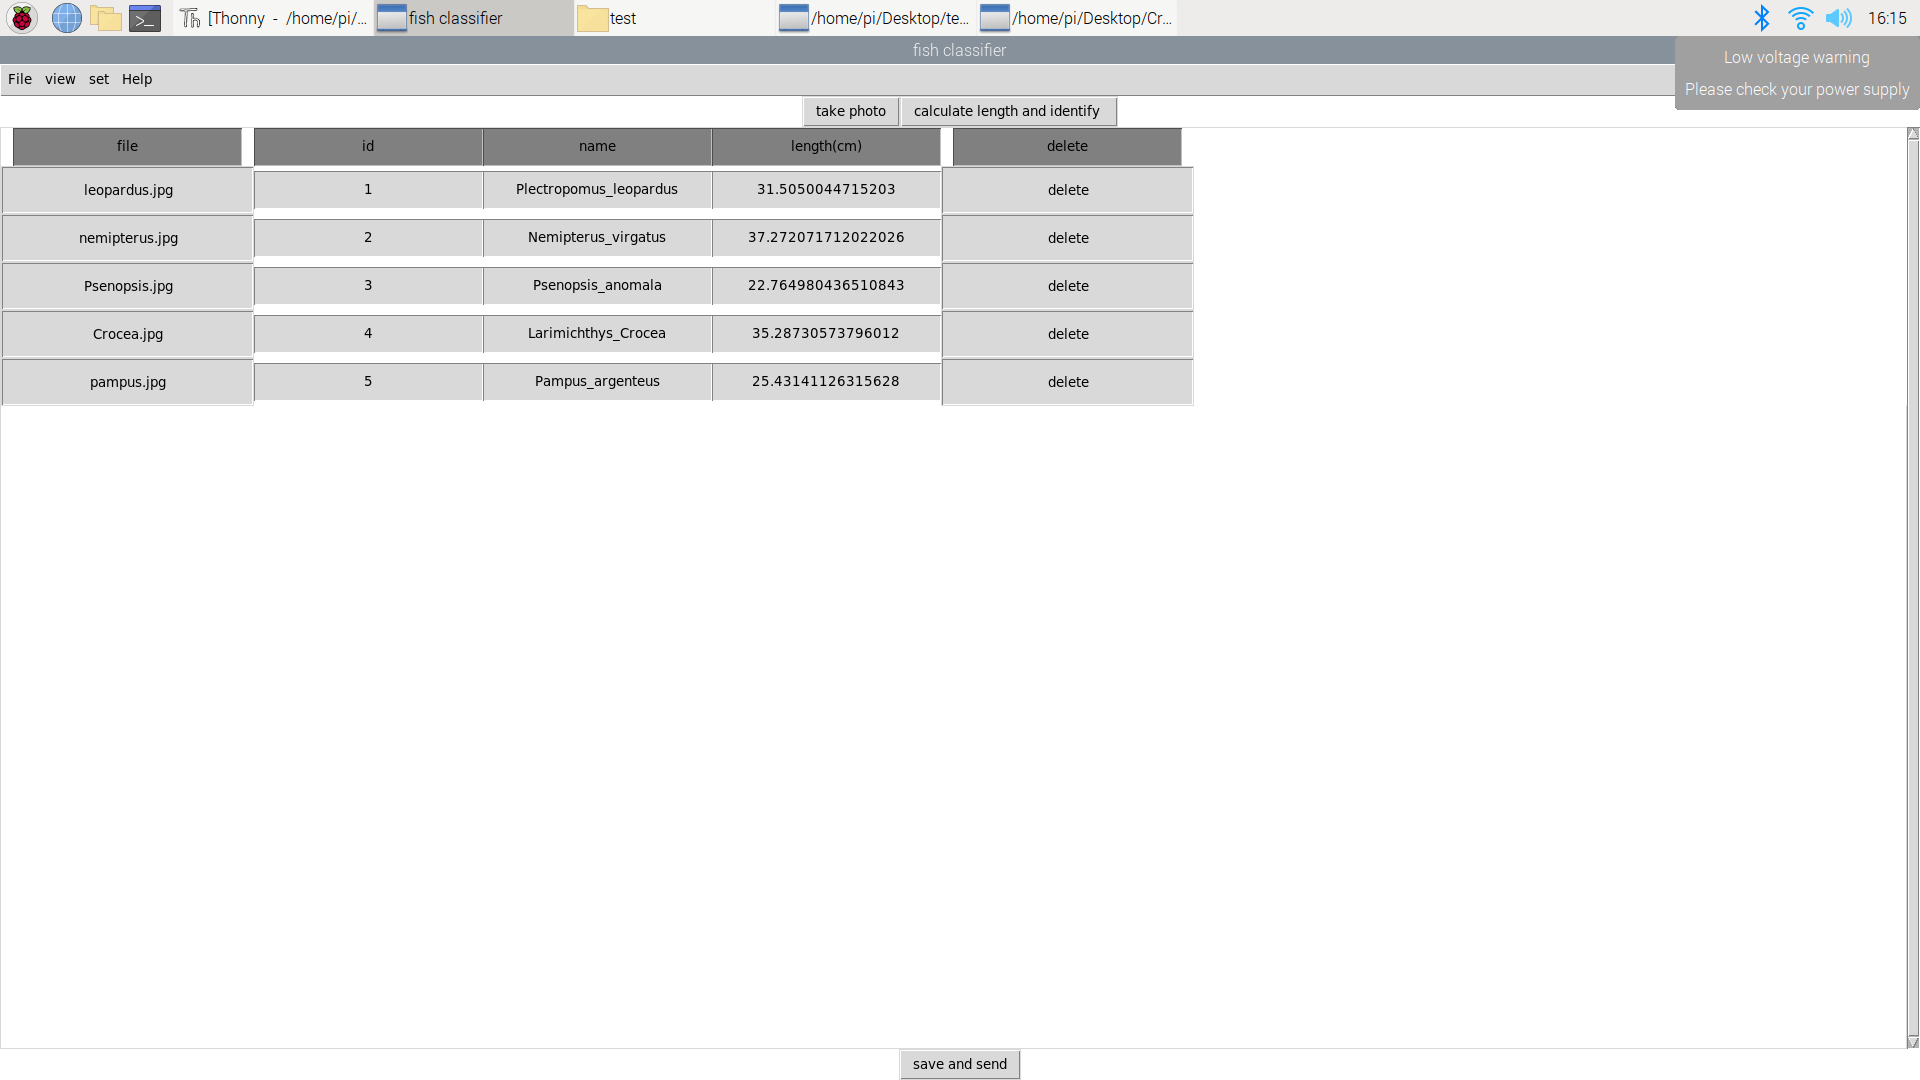 [Thonny - /home/pi/... fish classifier test /home/pi/Desktop/te... /home/pi/Desktop/Cr... 16:15
fish classifier
Low voltage warning
Please check your power supply
File view set Help
take photo calculate length and identify
file id name length(cm) delete
leopardus.jpg 1 Plectropomus_leopardus 31.5050044715203 delete
nemipterus.jpg 2 Nemipterus_virgatus 37.272071712022026 delete
Psenopsis.jpg 3 Psenopsis_anomala 22.764980436510843 delete
Crocea.jpg 4 Larimichthys_Crocea 35.28730573796012 delete
pampus.jpg 5 Pampus_argenteus 25.43141126315628 delete
save and send